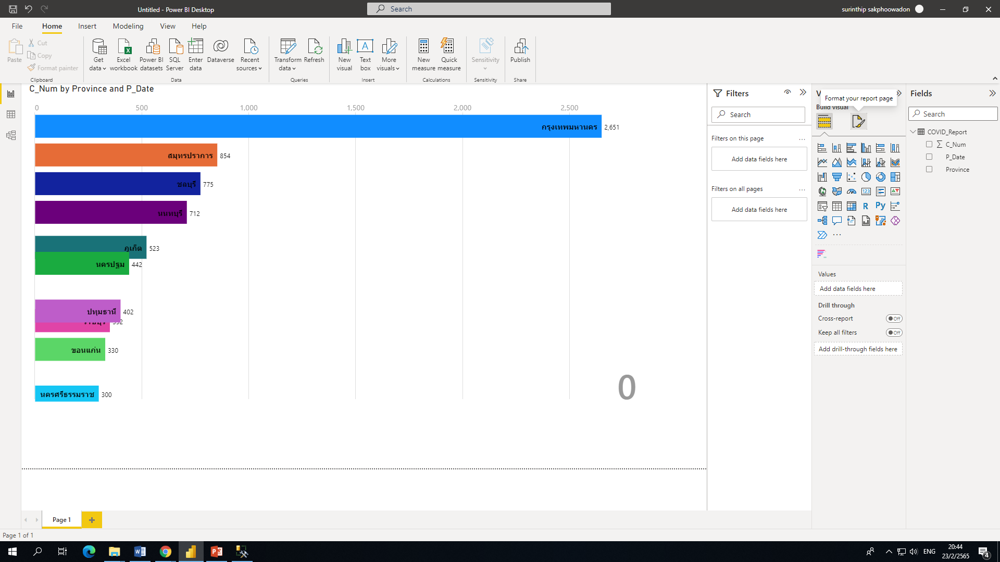 Untitled - Power BI Desktop
Search
surinthip sakphoowadon
File
Home
Insert
Modeling
View
Help
Paste
Cut
Copy
Format painter
Clipboard
Get data
Excel workbook
Power BI datasets
SQL Server
Enter data
Dataverse
Recent sources
Data
Transform data
Refresh
Queries
New visual
Text box
More visuals
Insert
New measure
Quick measure
Calculations
Sensitivity
Sensitivity
Publish
Share
C_Num by Province and P_Date
0
500
1,000
1,500
2,000
2,500
กรุงเทพมหานคร 2,651
สมุทรปราการ 854
ชลบุรี 775
นนทบุรี 712
ภูเก็ต 523
นครปฐม 442
ปทุมธานี 402
ขอนแก่น 330
นครศรีธรรมราช 300
0
Filters
Search
Filters on this page ...
Add data fields here
Filters on all pages ...
Add data fields here
Format your report page
Build visual
123
R
Py
...
Values
Add data fields here
Drill through
Cross-report
Off
Keep all filters
Off
Add drill-through fields here
Fields
Search
COVID_Report
∑ C_Num
P_Date
Province
Page 1
Page 1 of 1
ENG
20:44
23/2/2565
4